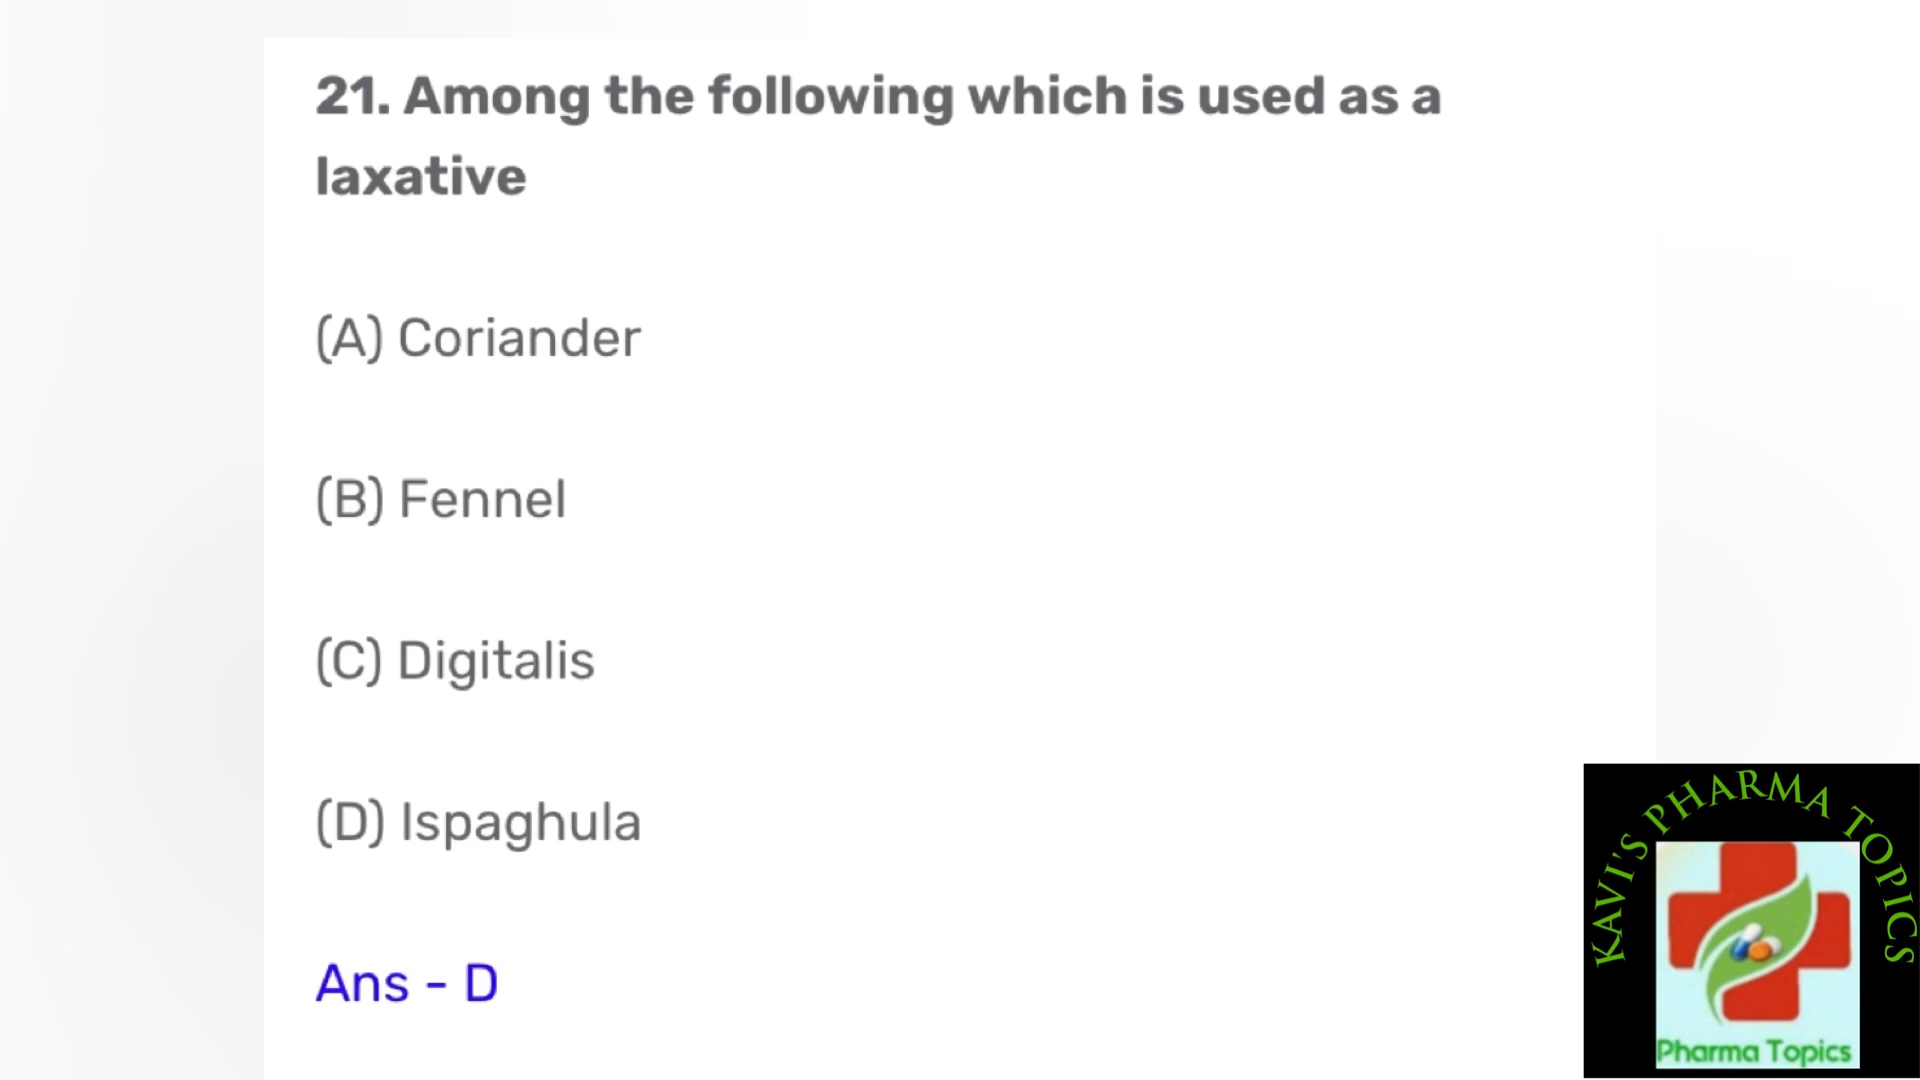 21. Among the following which is used as a
laxative
(A) Coriander
(B) Fennel
(C) Digitalis
(D) Ispaghula
Ans - D
KAVI'S PHARMA TOPICS
Pharma Topics